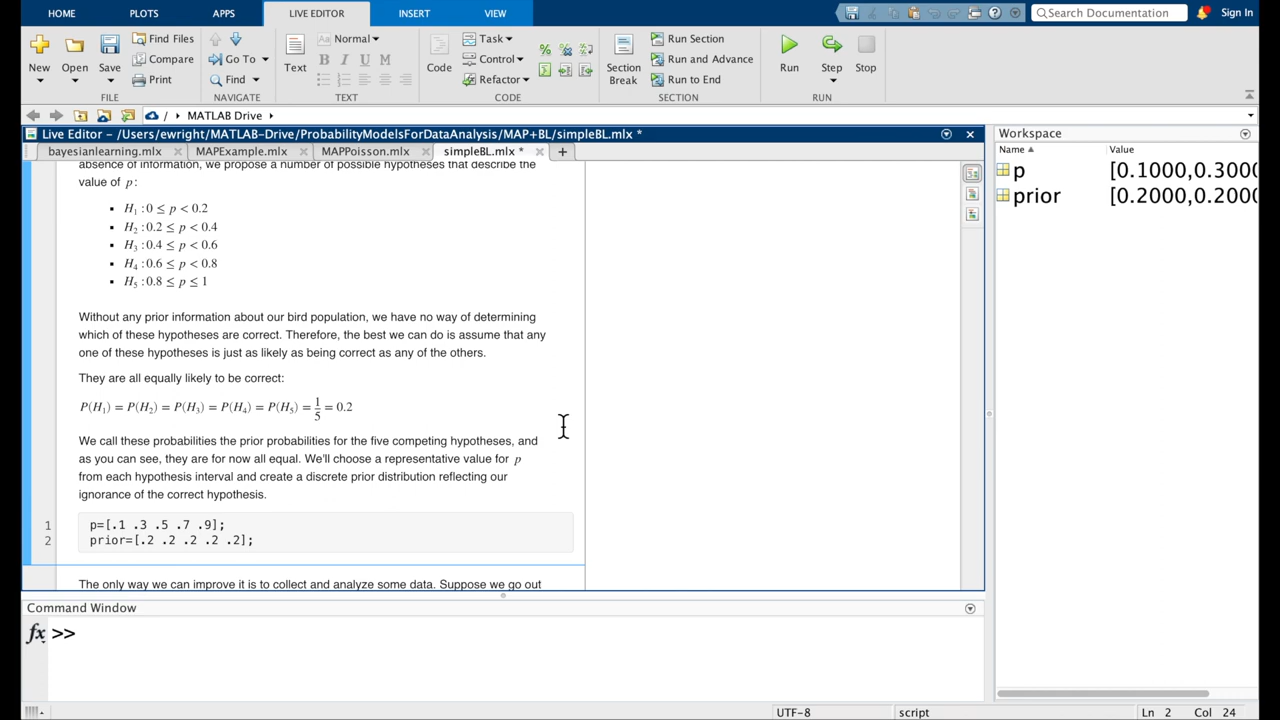 HOME PLOTS APPS LIVE EDITOR INSERT VIEW Search Documentation Sign In
New Open Save Find Files Compare Print
FILE
Go To Find
NAVIGATE
Text Aa Normal B I U M
TEXT
Code Task Control Refactor
CODE
Section Break Run Section Run and Advance Run to End
SECTION
Run Step Stop
RUN
/ MATLAB Drive
Live Editor - /Users/ewright/MATLAB-Drive/ProbabilityModelsForDataAnalysis/MAP+BL/simpleBL.mlx *
bayesianlearning.mlx MAPExample.mlx MAPPoisson.mlx simpleBL.mlx *
absence of information, we propose a number of possible hypotheses that describe the
value of p :
H₁ : 0 ≤ p < 0.2
H₂ : 0.2 ≤ p < 0.4
H₃ : 0.4 ≤ p < 0.6
H₄ : 0.6 ≤ p < 0.8
H₅ : 0.8 ≤ p ≤ 1
Without any prior information about our bird population, we have no way of determining
which of these hypotheses are correct. Therefore, the best we can do is assume that any
one of these hypotheses is just as likely as being correct as any of the others.
They are all equally likely to be correct:
P(H₁) = P(H₂) = P(H₃) = P(H₄) = P(H₅) = 1/5 = 0.2
We call these probabilities the prior probabilities for the five competing hypotheses, and
as you can see, they are for now all equal. We'll choose a representative value for p
from each hypothesis interval and create a discrete prior distribution reflecting our
ignorance of the correct hypothesis.
1 p=[.1 .3 .5 .7 .9];
2 prior=[.2 .2 .2 .2 .2];
The only way we can improve it is to collect and analyze some data. Suppose we go out
Command Window
fx >>
Workspace
Name Value
p [0.1000,0.3000
prior [0.2000,0.2000
UTF-8 script Ln 2 Col 24